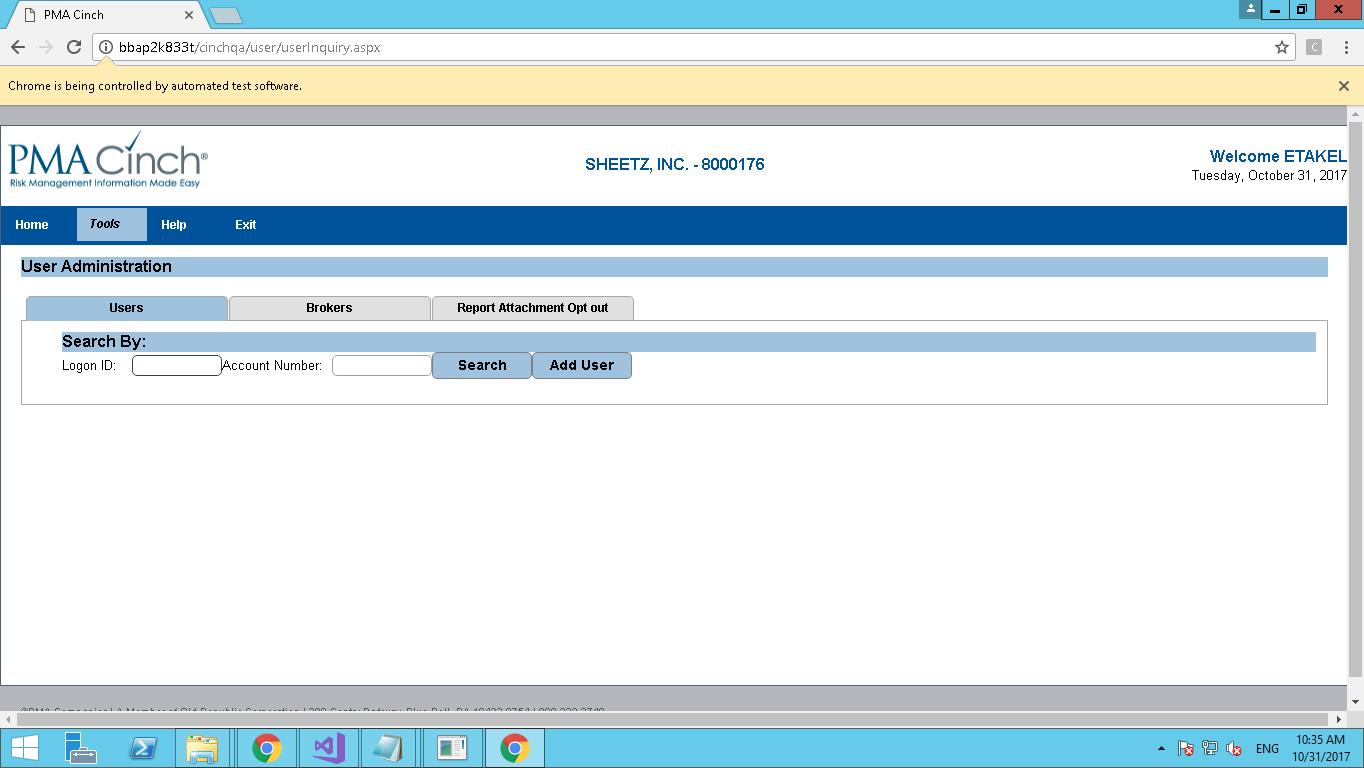 PMA Cinch
bbap2k833t/cinchqa/user/userInquiry.aspx
C
Chrome is being controlled by automated test software.
PMA Cinch®
Risk Management Information Made Easy
SHEETZ, INC. - 8000176
Welcome ETAKEL
Tuesday, October 31, 2017
Home Tools Help Exit
User Administration
Users Brokers Report Attachment Opt out
Search By:
Logon ID: Account Number: Search Add User
ENG
10:35 AM
10/31/2017